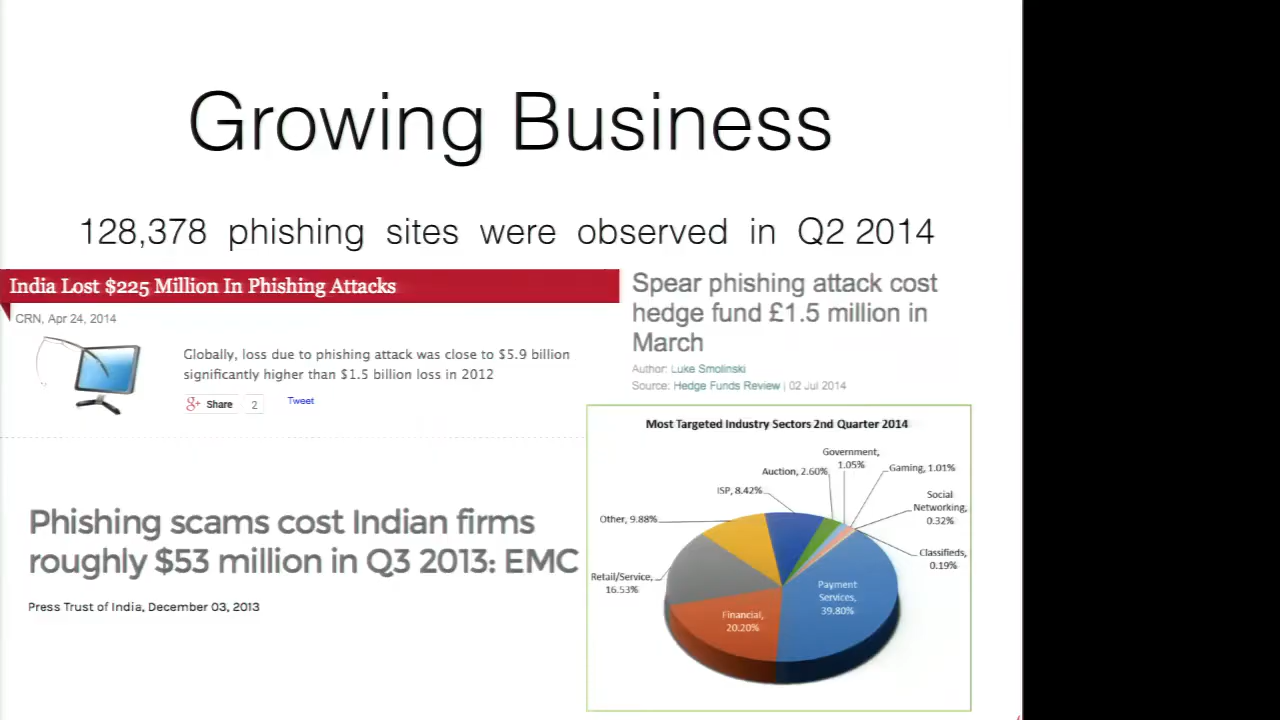 Growing Business
128,378 phishing sites were observed in Q2 2014
India Lost $225 Million In Phishing Attacks
CRN, Apr 24, 2014
Globally, loss due to phishing attack was close to $5.9 billion
significantly higher than $1.5 billion loss in 2012
g+ Share 2 Tweet
Spear phishing attack cost
hedge fund £1.5 million in
March
Author: Luke Smolinski
Source: Hedge Funds Review | 02 Jul 2014
Phishing scams cost Indian firms
roughly $53 million in Q3 2013: EMC
Press Trust of India, December 03, 2013
Most Targeted Industry Sectors 2nd Quarter 2014
Government,
1.05%
Gaming, 1.01%
Auction, 2.60%
ISP, 8.42%
Social
Networking,
0.32%
Other, 9.88%
Classifieds,
0.19%
Retail/Service,
16.53%
Payment
Services,
39.80%
Financial,
20.20%